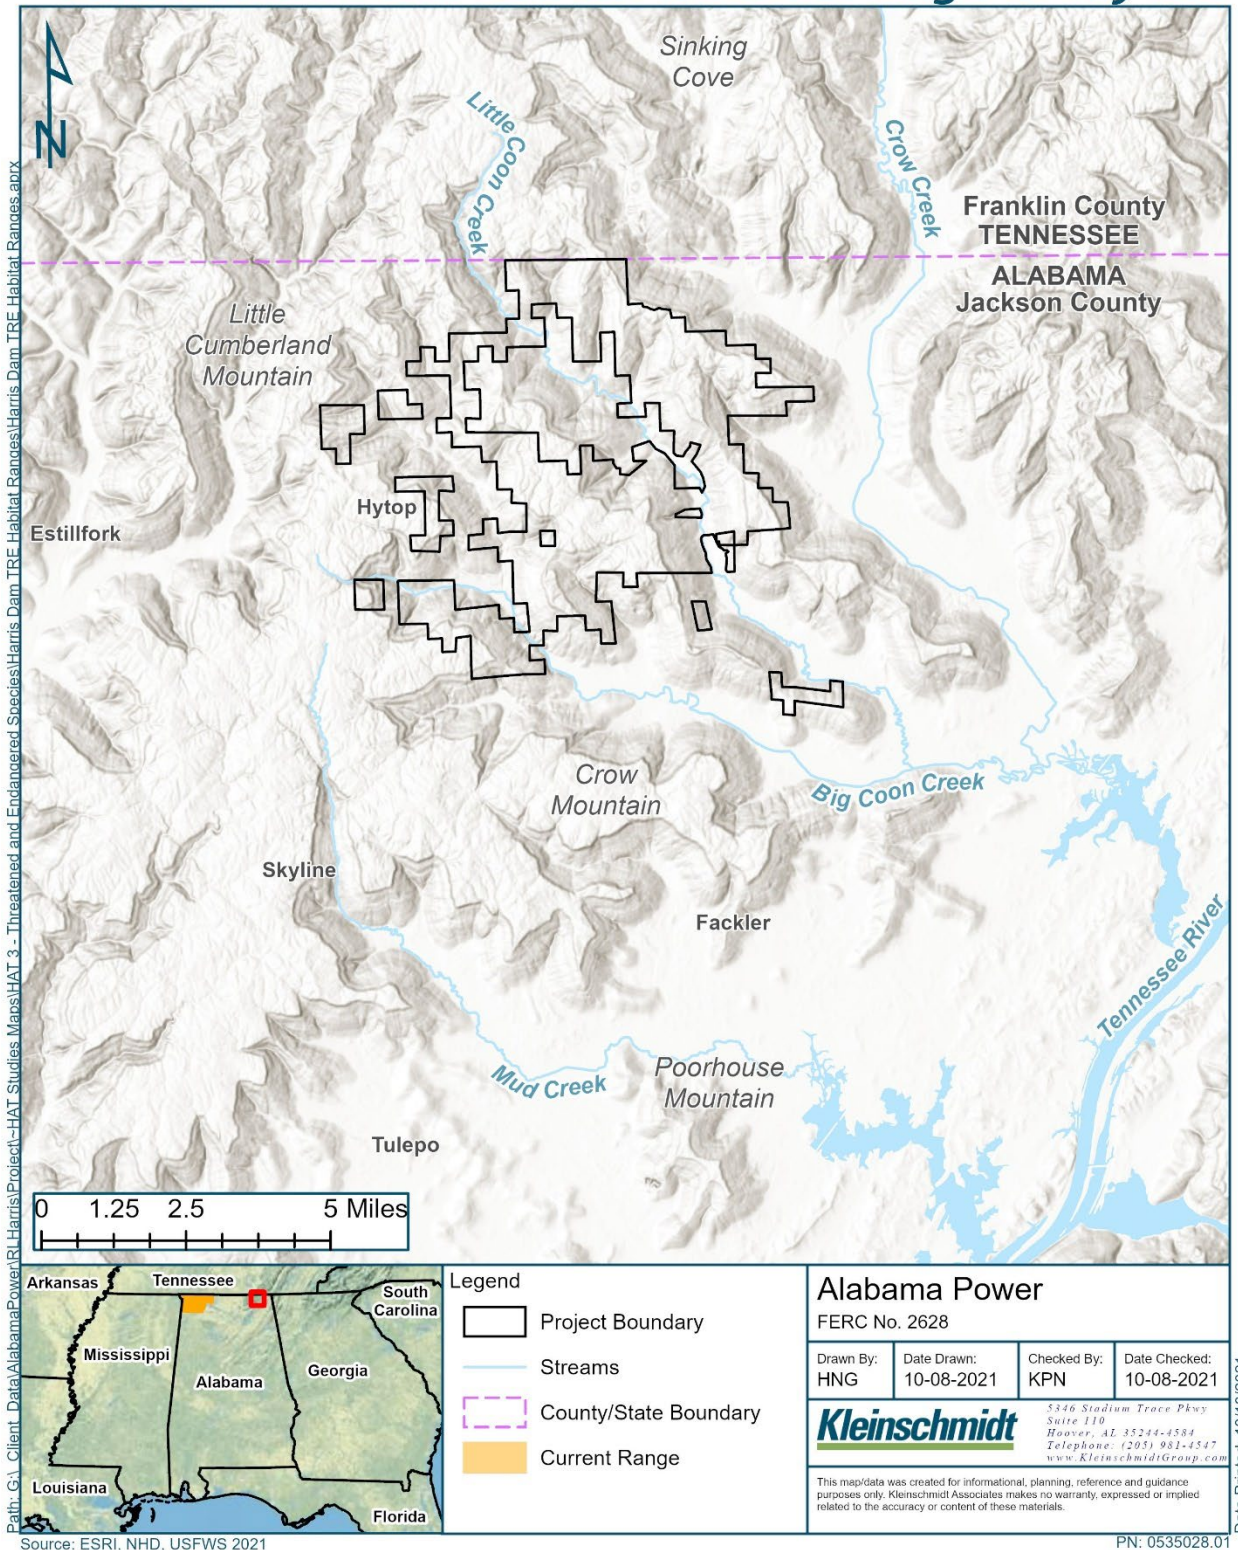 Sinking
Cove
Little Coon Creek
Crow Creek
N
Franklin County
TENNESSEE
ALABAMA
Jackson County
Little
Cumberland
Mountain
Hytop
Estillfork
Crow
Mountain
Big Coon Creek
Skyline
Fackler
Tennessee River
Mud Creek
Poorhouse
Mountain
Tulepo
0 1.25 2.5 5 Miles
Path: G:\_Client_Data\AlabamaPower\RLHarris\Project\~HAT Studies Maps\HAT 3 - Threatened and Endangered Species\Harris Dam TRE Habitat Ranges\Harris Dam TRE Habitat Ranges.aprx
Arkansas
Tennessee
South
Carolina
Mississippi
Alabama
Georgia
Louisiana
Florida
Legend
Project Boundary
Streams
County/State Boundary
Current Range
Alabama Power
FERC No. 2628
Drawn By:
HNG
Date Drawn:
10-08-2021
Checked By:
KPN
Date Checked:
10-08-2021
Kleinschmidt
5346 Stadium Trace Pkwy
Suite 110
Hoover, AL 35244-4584
Telephone: (205) 981-4547
www.KleinschmidtGroup.com
This map/data was created for informational, planning, reference and guidance
purposes only. Kleinschmidt Associates makes no warranty, expressed or implied
related to the accuracy or content of these materials.
Source: ESRI, NHD, USFWS 2021
PN: 0535028.01